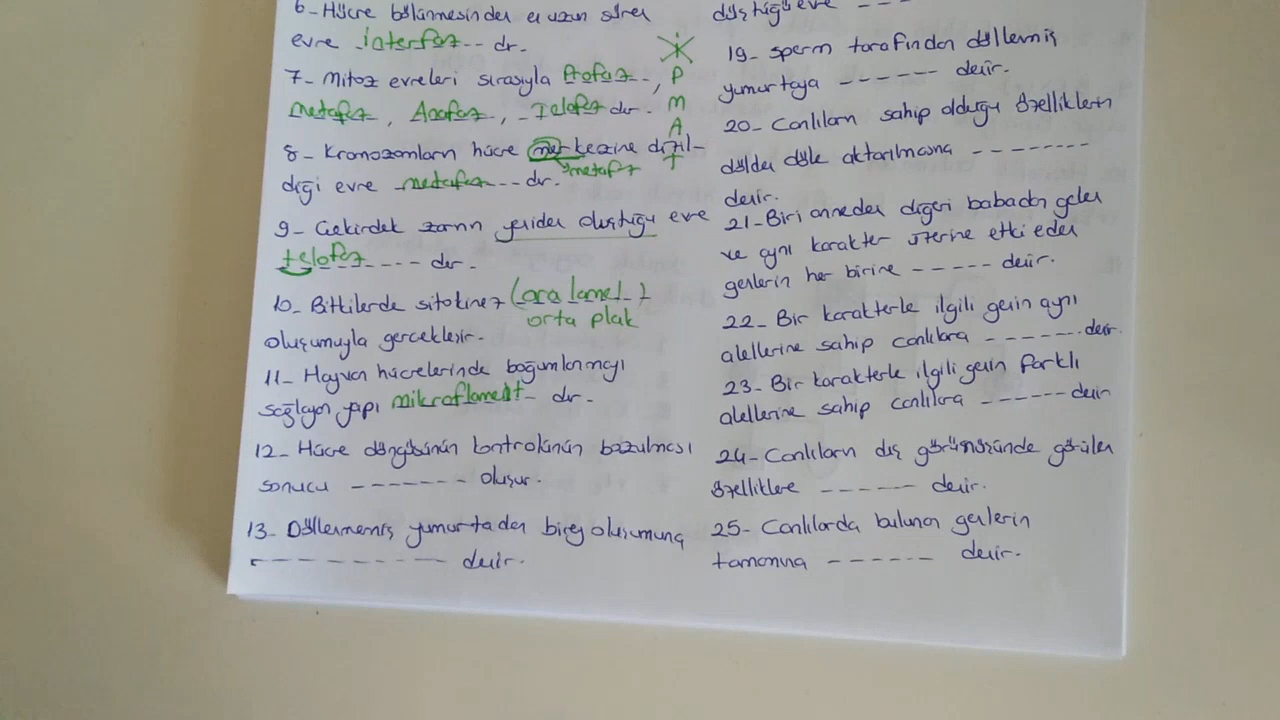 6- Hücre bölünmesinden en uzun süren
evre interfaz dır.
7- Mitoz evreleri sırasıyla Profaz,
metafaz, Anafaz, Telofaz dır.
İ
P
M
A
T
8- Kromozomların hücre merkezine dizil-
diği evre metafaz dır.
metafaz
9- Çekirdek zarının yeniden oluştuğu evre
telofaz dır.
10- Bitkilerde sitokinez (ara lamel)
orta plak
oluşumuyla gerçekleşir.
11- Hayvan hücrelerinde boğumlanmayı
sağlayan yapı mikroflament dır.
12- Hücre döngüsünün kontrolünün bozulması
sonucu ------- oluşur.
13- Döllenmemiş yumurtadan birey oluşumuna
---------- denir.
düştüğü evre ---
19- sperm tarafından döllenmiş
yumurtaya ------ denir.
20- Canlıların sahip olduğu özelliklerin
dölden döle aktarılmasına ---------
denir.
21- Biri anneden diğeri babadan gelen
ve aynı karakter üzerine etki eden
genlerin her birine ----- denir.
22- Bir karakterle ilgili genin aynı
alellerine sahip canlılara ------- denir
23- Bir karakterle ilgili genin farklı
alellerine sahip canlılara ------ denir
24- Canlıların dış görünüşünde görülen
özelliklere ------ denir.
25- Canlılarda bulunan genlerin
tamamına ------ denir.